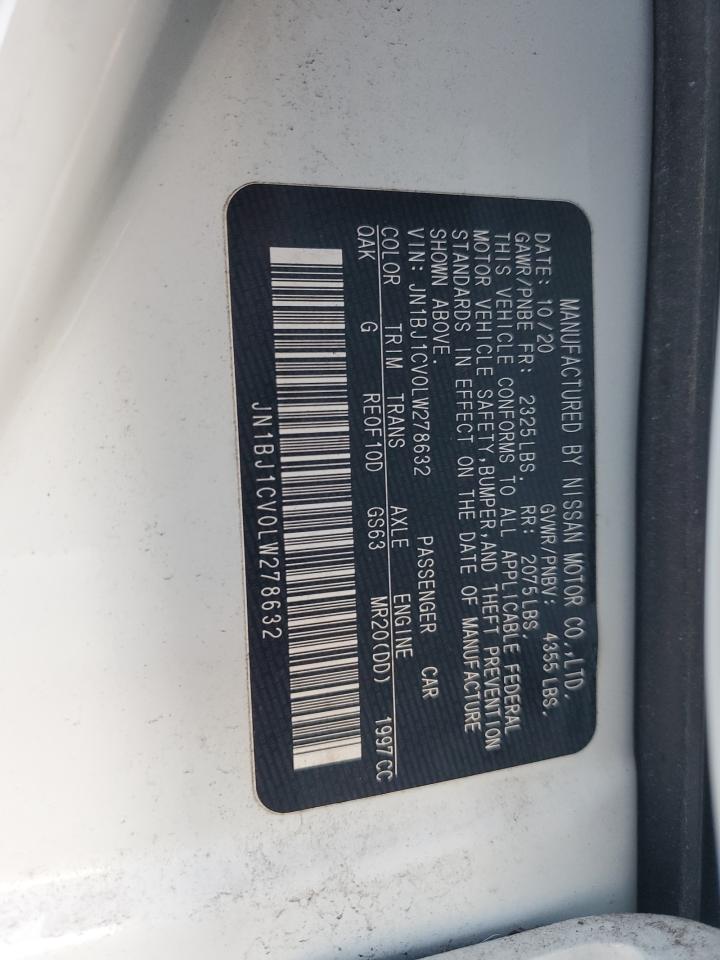 MANUFACTURED BY NISSAN MOTOR CO.,LTD.
DATE: 10/20 GVWR/PNBV: 4355 LBS.
GAWR/PNBE FR: 2325LBS. RR: 2075LBS.
THIS VEHICLE CONFORMS TO ALL APPLICABLE FEDERAL
MOTOR VEHICLE SAFETY,BUMPER,AND THEFT PREVENTION
STANDARDS IN EFFECT ON THE DATE OF MANUFACTURE
SHOWN ABOVE.
VIN: JN1BJ1CV0LW278632 PASSENGER CAR
COLOR TRIM TRANS AXLE ENGINE
QAK G RE0F10D GS63 MR20(DD) 1997CC
JN1BJ1CV0LW278632